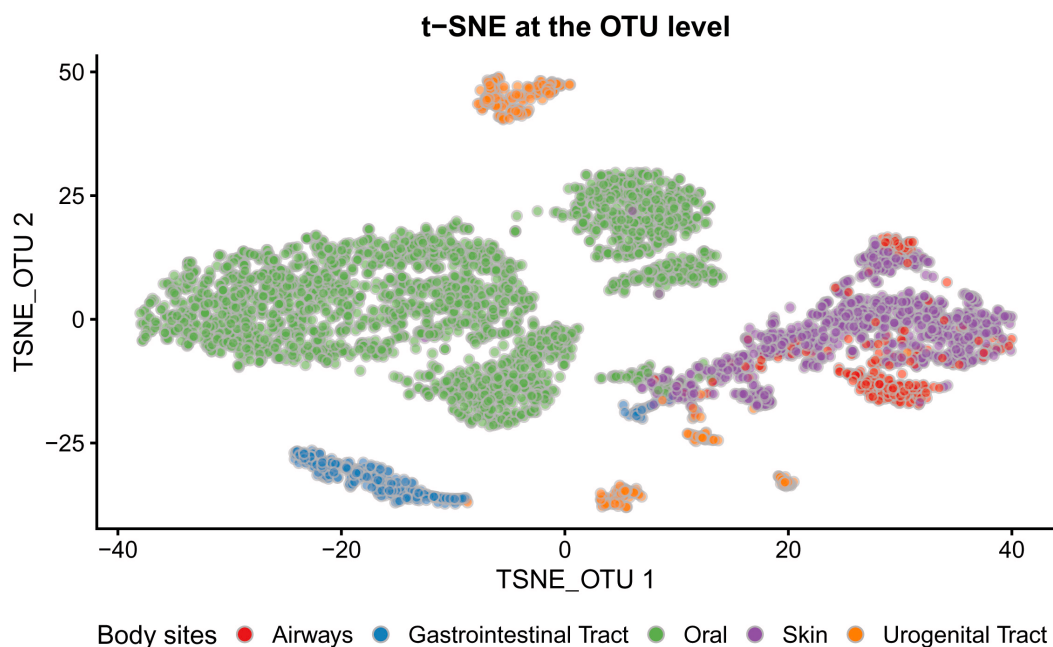 t−SNE at the OTU level
TSNE_OTU 2
50
25
0
−25
−40
−20
0
20
40
TSNE_OTU 1
Body sites
Airways
Gastrointestinal Tract
Oral
Skin
Urogenital Tract